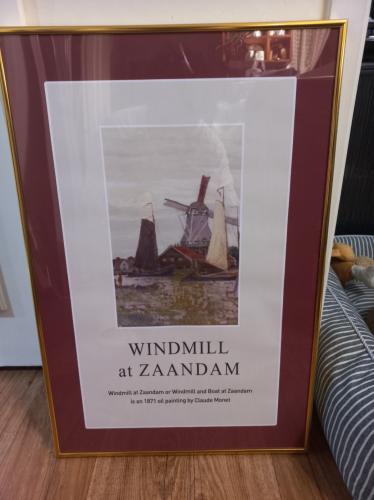 WINDMILL
at ZAANDAM
Windmill at Zaandam or Windmill and Boat at Zaandam
is an 1871 oil painting by Claude Monet